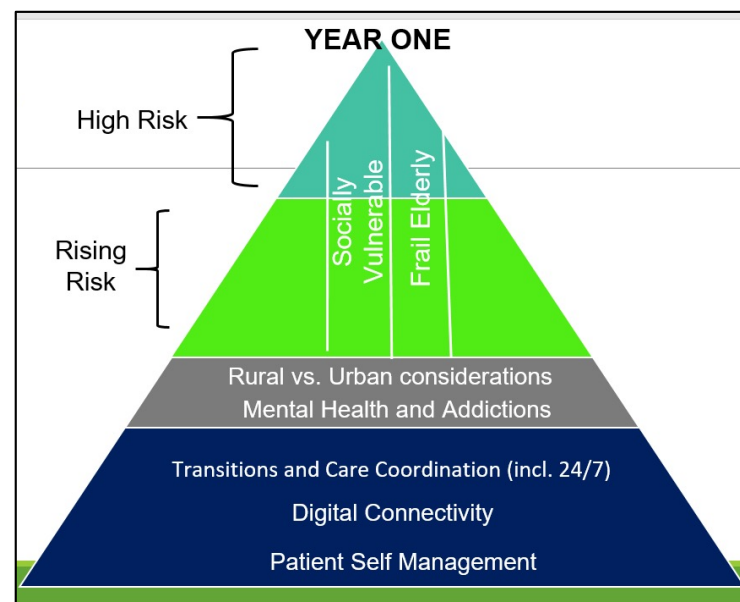 YEAR ONE
High Risk
Rising
Risk
Socially
Vulnerable
Frail Elderly
Rural vs. Urban considerations
Mental Health and Addictions
Transitions and Care Coordination (incl. 24/7)
Digital Connectivity
Patient Self Management